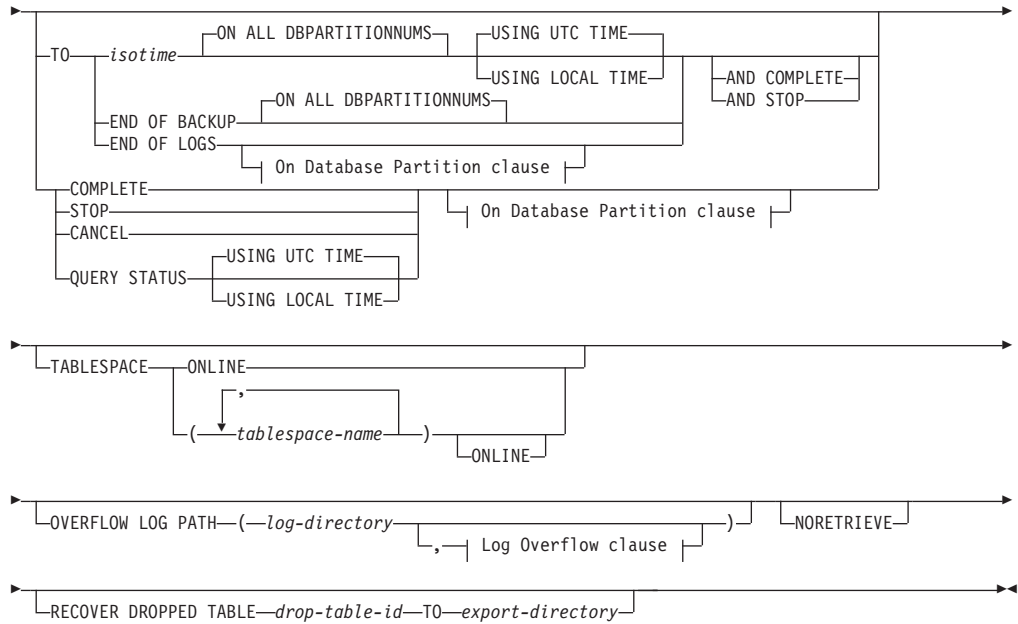 ON ALL DBPARTITIONNUMS USING UTC TIME
TO isotime
USING LOCAL TIME AND COMPLETE
ON ALL DBPARTITIONNUMS AND STOP
END OF BACKUP
END OF LOGS
On Database Partition clause
COMPLETE
STOP On Database Partition clause
CANCEL
USING UTC TIME
QUERY STATUS
USING LOCAL TIME
TABLESPACE ONLINE
,
( tablespace-name )
ONLINE
OVERFLOW LOG PATH ( log-directory ) NORETRIEVE
, Log Overflow clause
RECOVER DROPPED TABLE drop-table-id TO export-directory